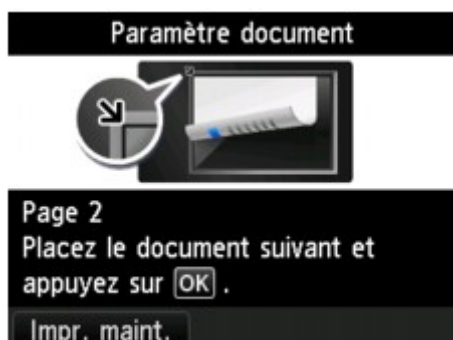 Paramètre document
Page 2
Placez le document suivant et
appuyez sur OK .
Impr. maint.